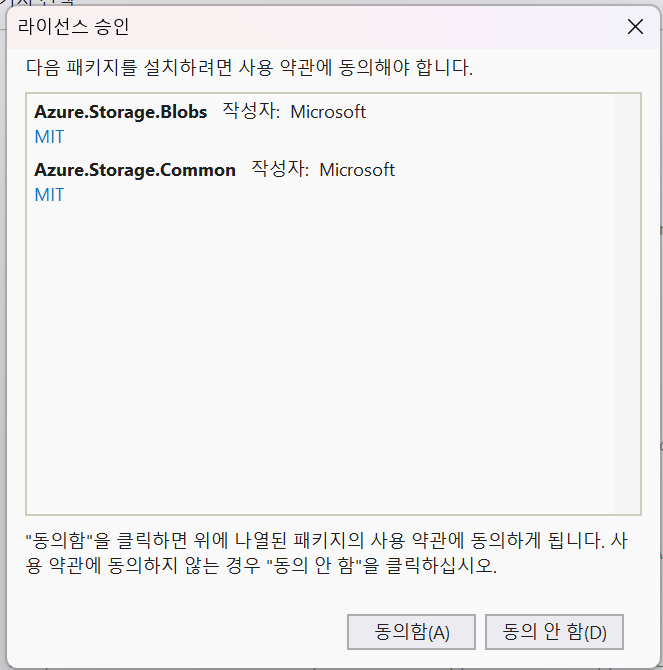 라이선스 승인
다음 패키지를 설치하려면 사용 약관에 동의해야 합니다.
Azure.Storage.Blobs 작성자: Microsoft
MIT
Azure.Storage.Common 작성자: Microsoft
MIT
"동의함"을 클릭하면 위에 나열된 패키지의 사용 약관에 동의하게 됩니다. 사
용 약관에 동의하지 않는 경우 "동의 안 함"을 클릭하십시오.
동의함(A) 동의 안 함(D)